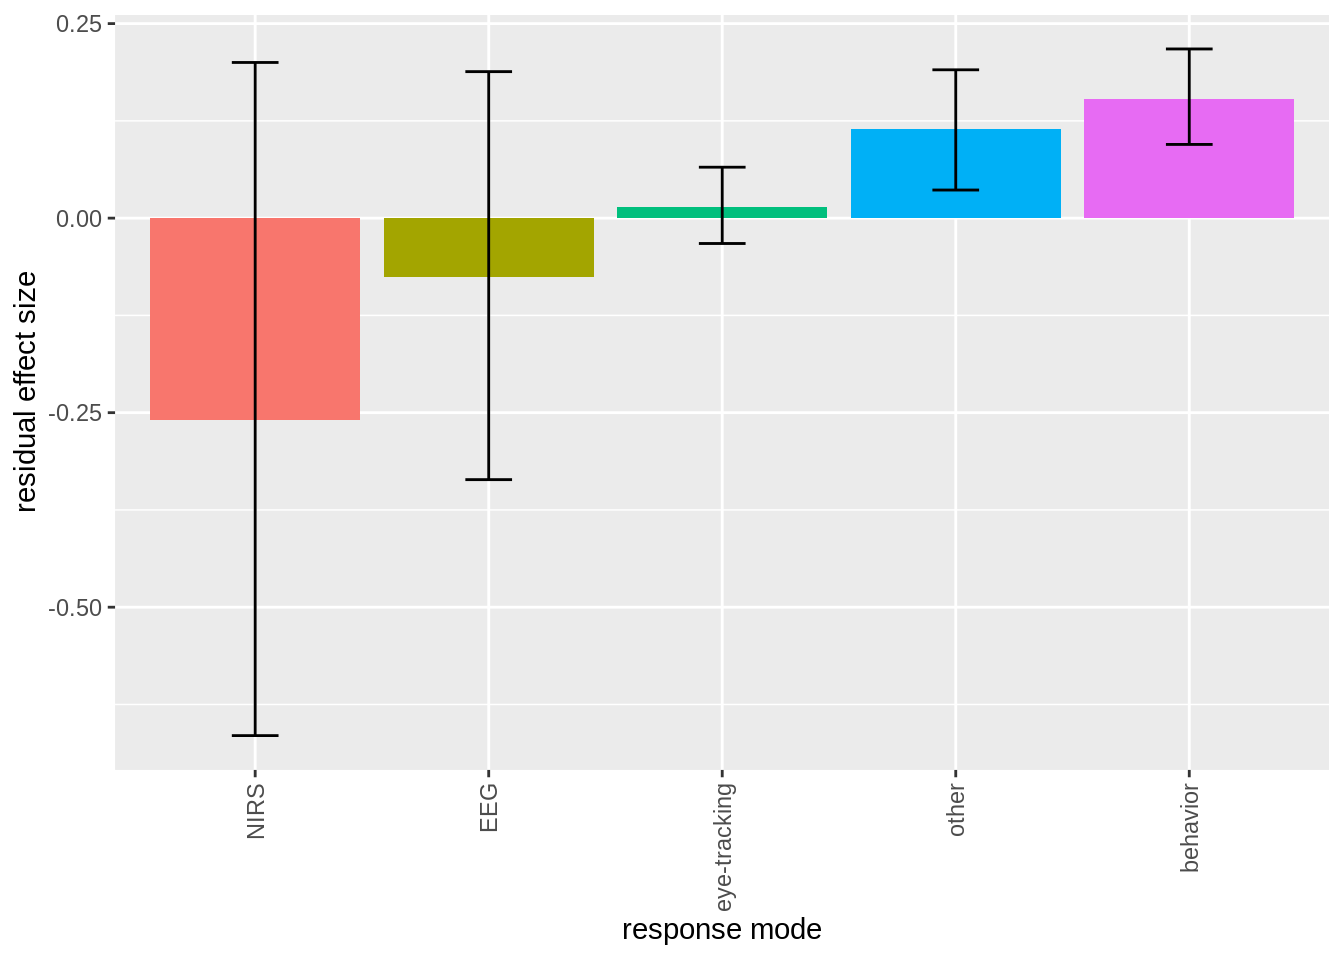 0.25
0.00
-0.25
-0.50
residual effect size
NIRS
EEG
eye-tracking
other
behavior
response mode